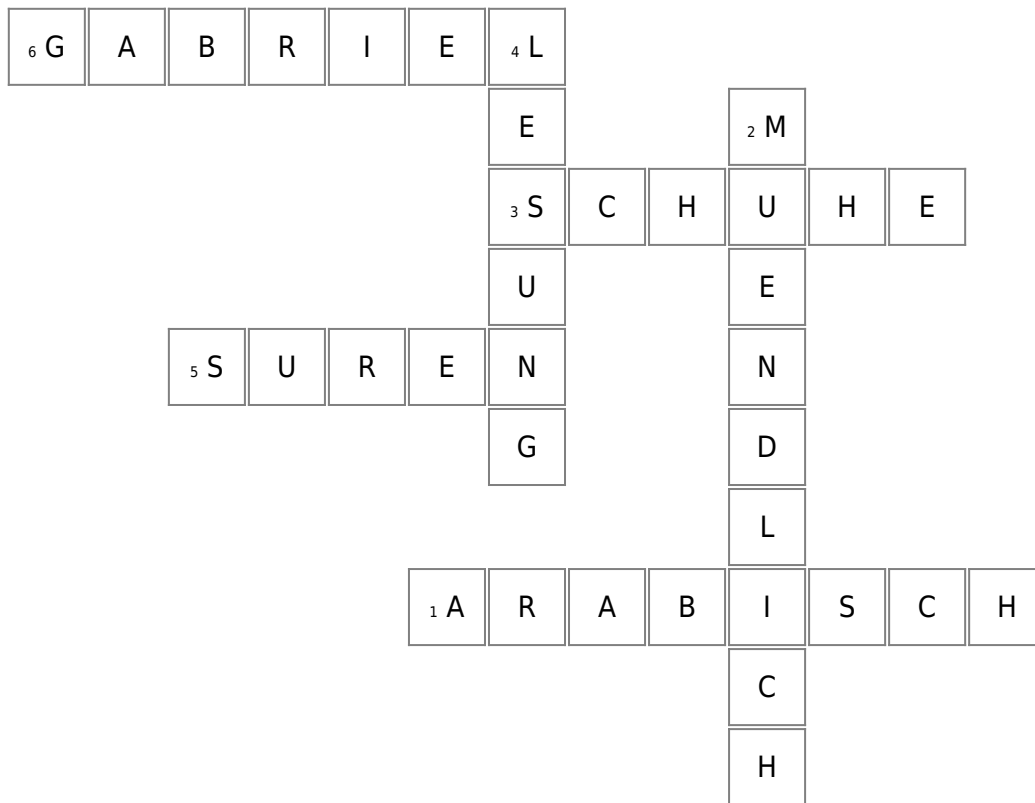 6 G A B R I E 4 L
E 2 M
3 S C H U H E
U E
5 S U R E N N
G D
L
1 A R A B I S C H
C
H